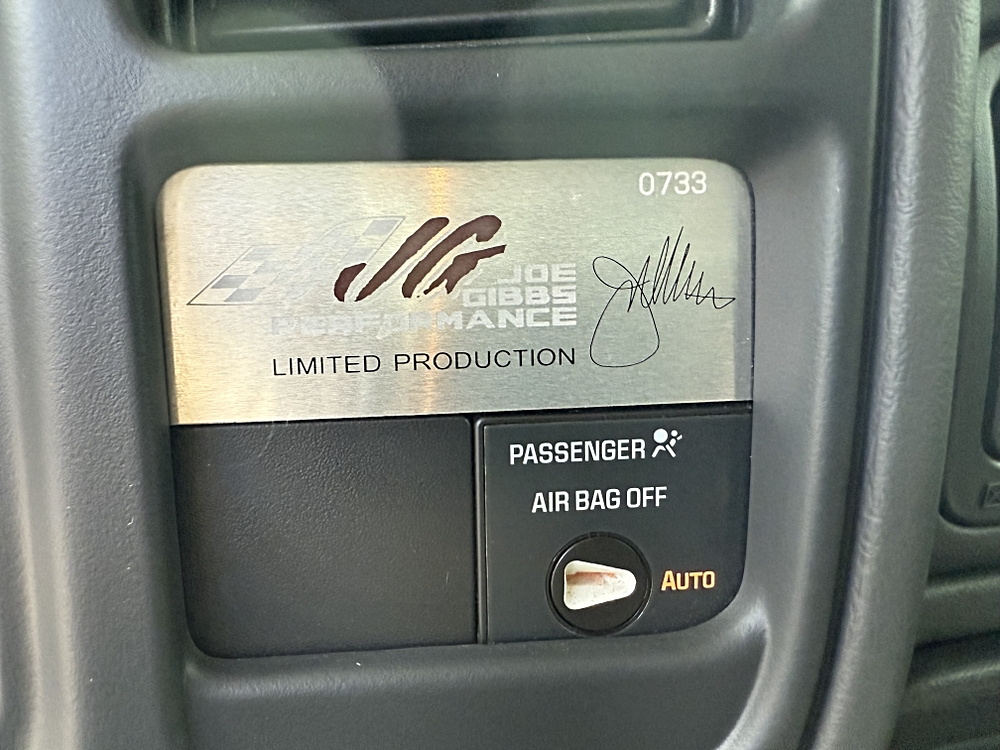 0733
JG
JOE
GIBBS
PERFORMANCE
LIMITED PRODUCTION
PASSENGER
AIR BAG OFF
AUTO